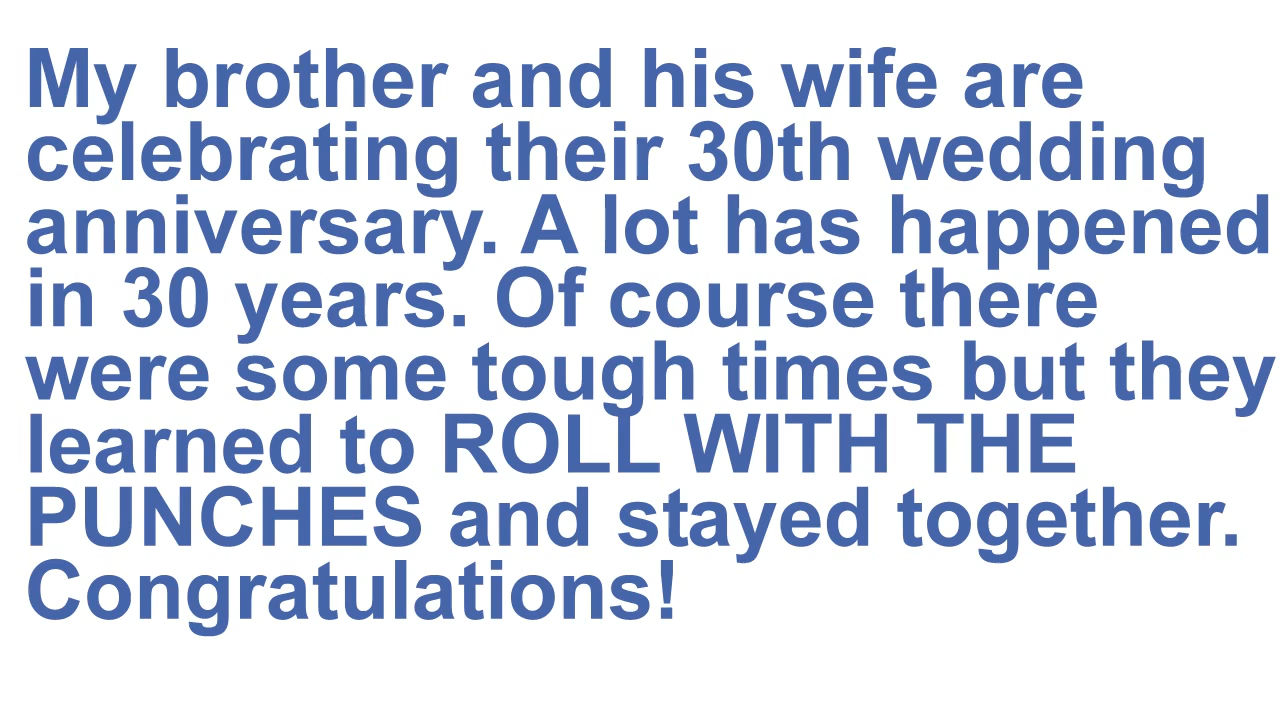 My brother and his wife are
celebrating their 30th wedding
anniversary. A lot has happened
in 30 years. Of course there
were some tough times but they
learned to ROLL WITH THE
PUNCHES and stayed together.
Congratulations!